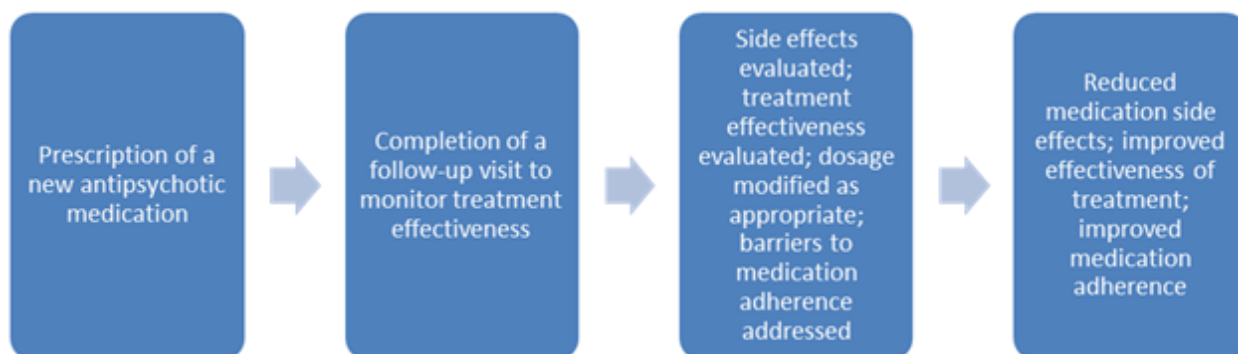 Prescription of a
new antipsychotic
medication
Completion of a
follow-up visit to
monitor treatment
effectiveness
Side effects
evaluated;
treatment
effectiveness
evaluated; dosage
modified as
appropriate;
barriers to
medication
adherence
addressed
Reduced
medication side
effects; improved
effectiveness of
treatment;
improved
medication
adherence